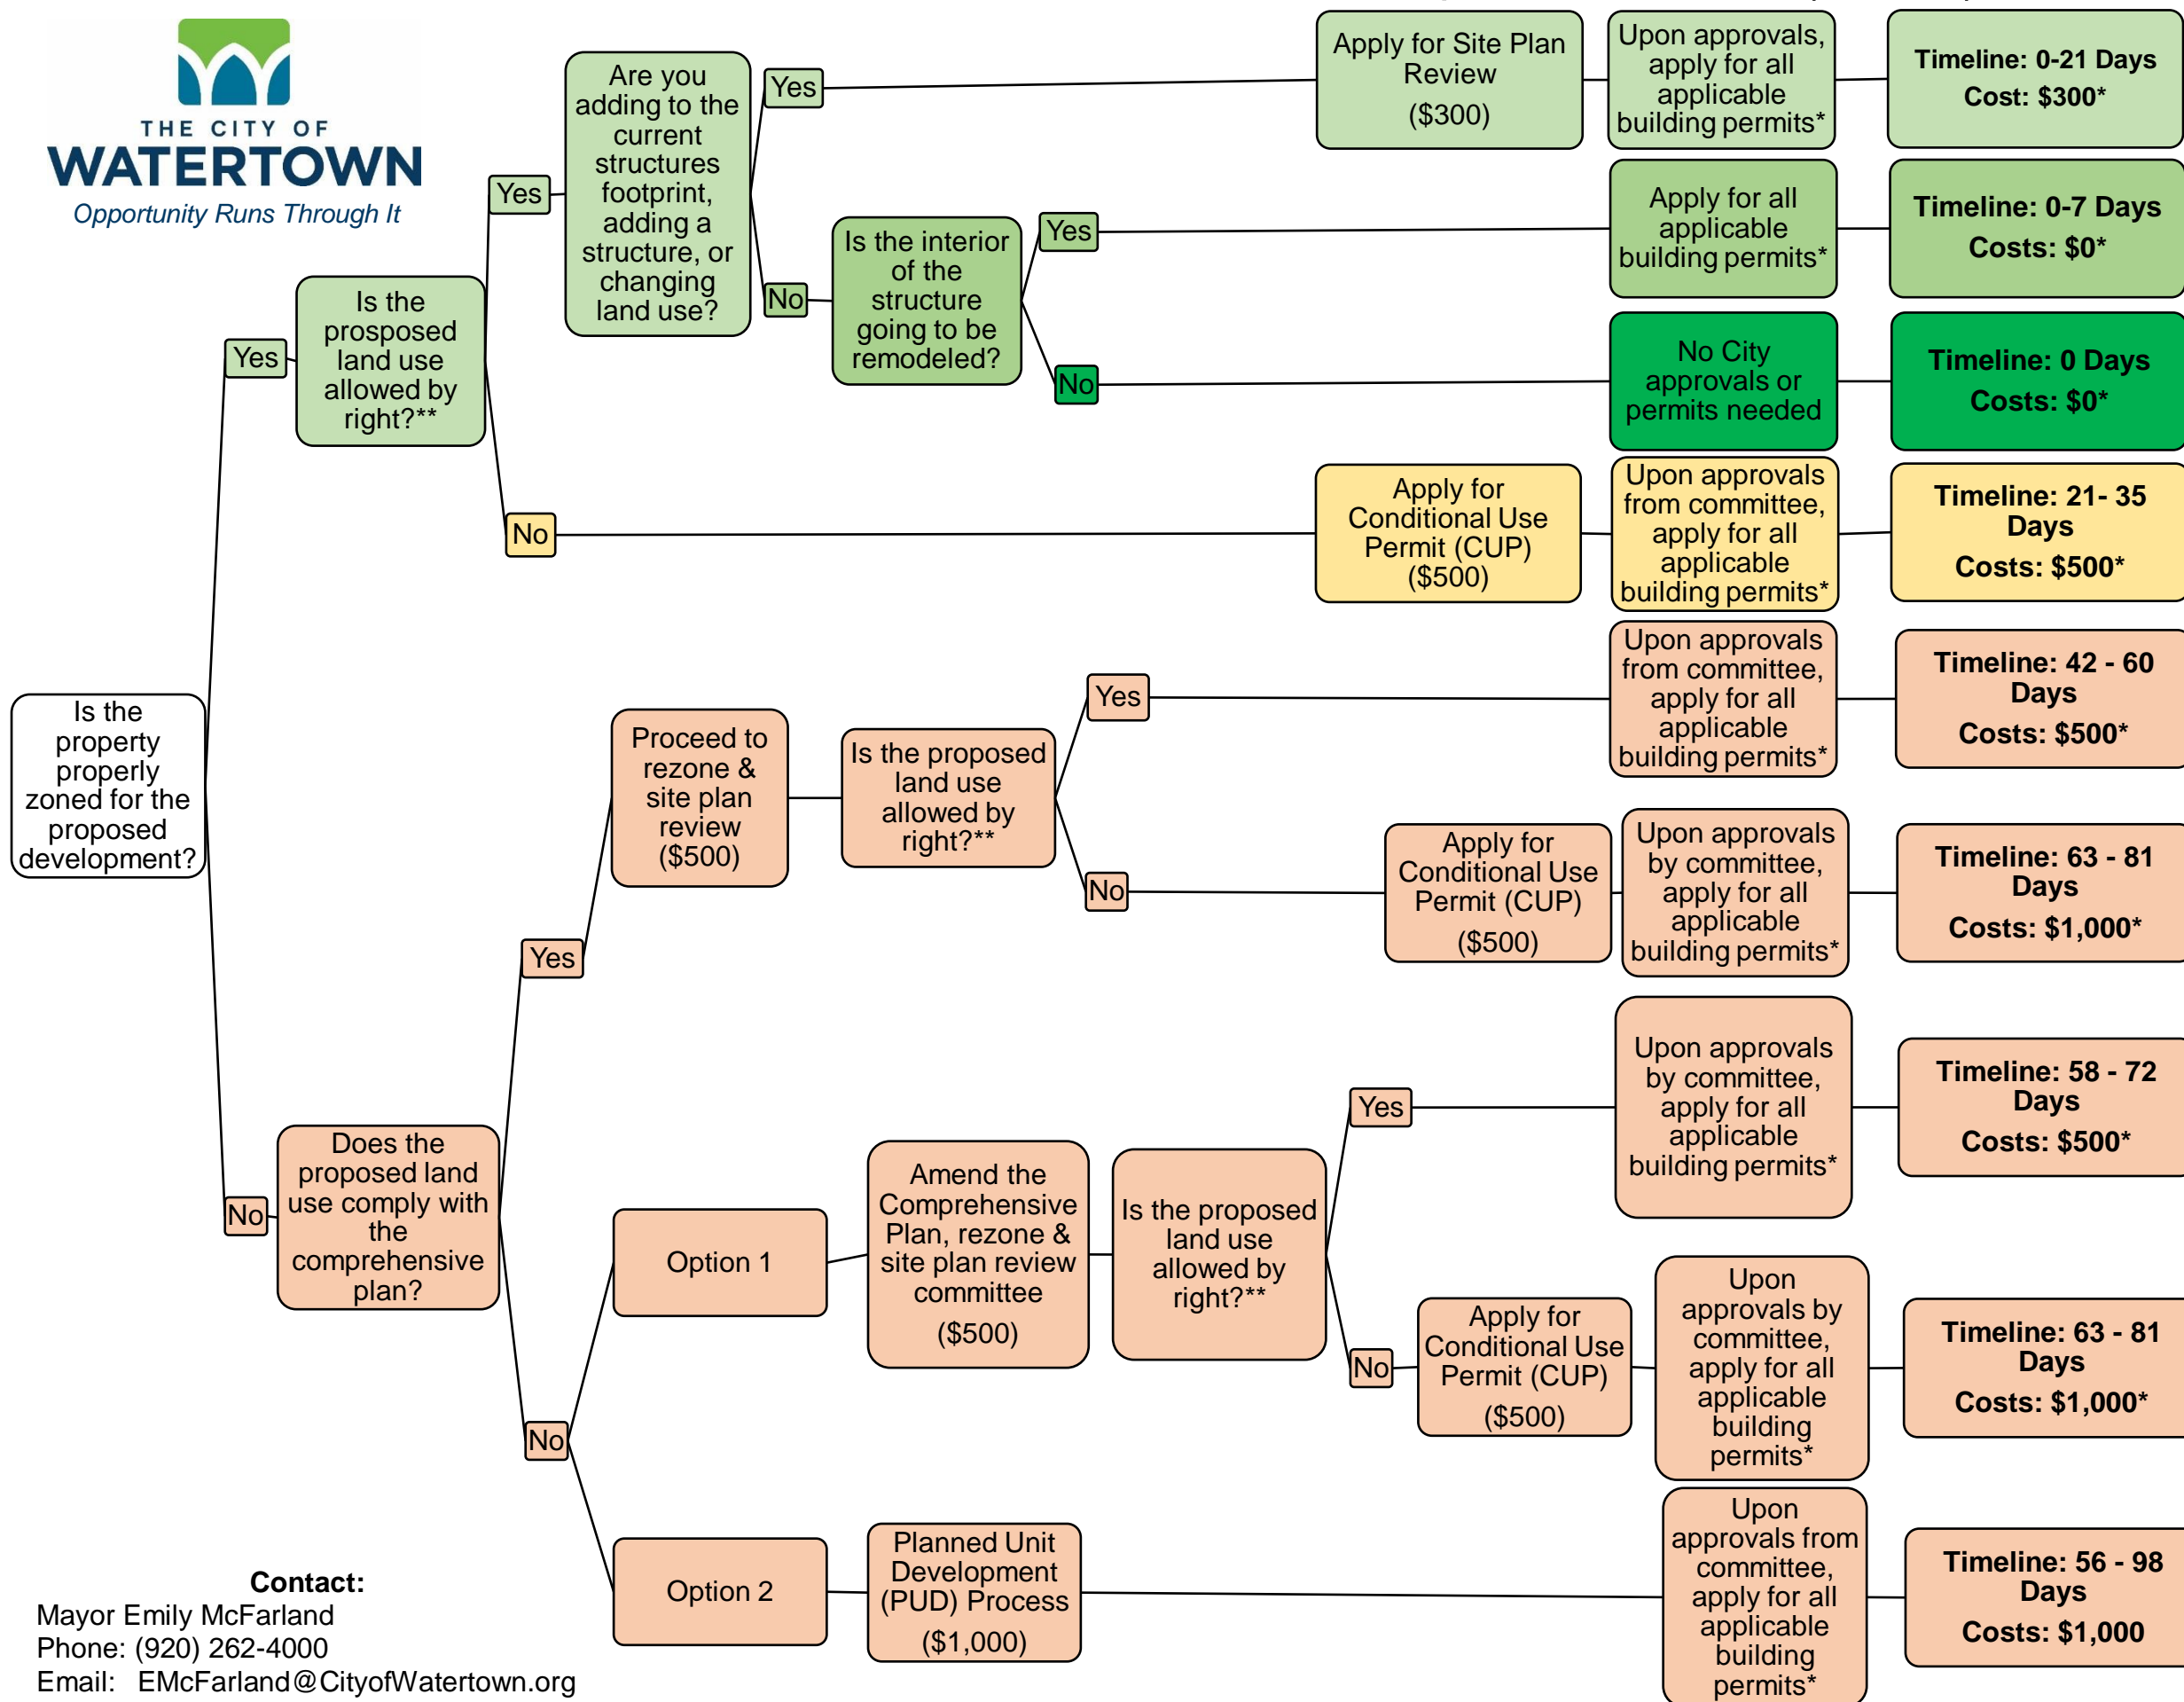 THE CITY OF
WATERTOWN
Opportunity Runs Through It
Are you
adding to the
current
structures
footprint,
adding a
structure, or
changing
land use?
Yes
Apply for Site Plan
Review
($300)
Upon approvals,
apply for all
applicable
building permits*
Timeline: 0-21 Days
Cost: $300*
Yes
No
Is the interior
of the
structure
going to be
remodeled?
Yes
Apply for all
applicable
building permits*
Timeline: 0-7 Days
Costs: $0*
No
No City
approvals or
permits needed
Timeline: 0 Days
Costs: $0*
Yes
Is the
prosposed
land use
allowed by
right?**
No
Apply for
Conditional Use
Permit (CUP)
($500)
Upon approvals
from committee,
apply for all
applicable
building permits*
Timeline: 21- 35
Days
Costs: $500*
Is the
property
properly
zoned for the
proposed
development?
Proceed to
rezone &
site plan
review
($500)
Is the proposed
land use
allowed by
right?**
Yes
Upon approvals
from committee,
apply for all
applicable
building permits*
Timeline: 42 - 60
Days
Costs: $500*
No
Apply for
Conditional Use
Permit (CUP)
($500)
Upon approvals
by committee,
apply for all
applicable
building permits*
Timeline: 63 - 81
Days
Costs: $1,000*
Yes
No
Does the
proposed land
use comply with
the
comprehensive
plan?
No
Option 1
Amend the
Comprehensive
Plan, rezone &
site plan review
committee
($500)
Is the proposed
land use
allowed by
right?**
Yes
Upon approvals
by committee,
apply for all
applicable
building permits*
Timeline: 58 - 72
Days
Costs: $500*
No
Apply for
Conditional Use
Permit (CUP)
($500)
Upon
approvals by
committee,
apply for all
applicable
building
permits*
Timeline: 63 - 81
Days
Costs: $1,000*
Option 2
Planned Unit
Development
(PUD) Process
($1,000)
Upon
approvals from
committee,
apply for all
applicable
building
permits*
Timeline: 56 - 98
Days
Costs: $1,000
Contact:
Mayor Emily McFarland
Phone: (920) 262-4000
Email: EMcFarland@CityofWatertown.org